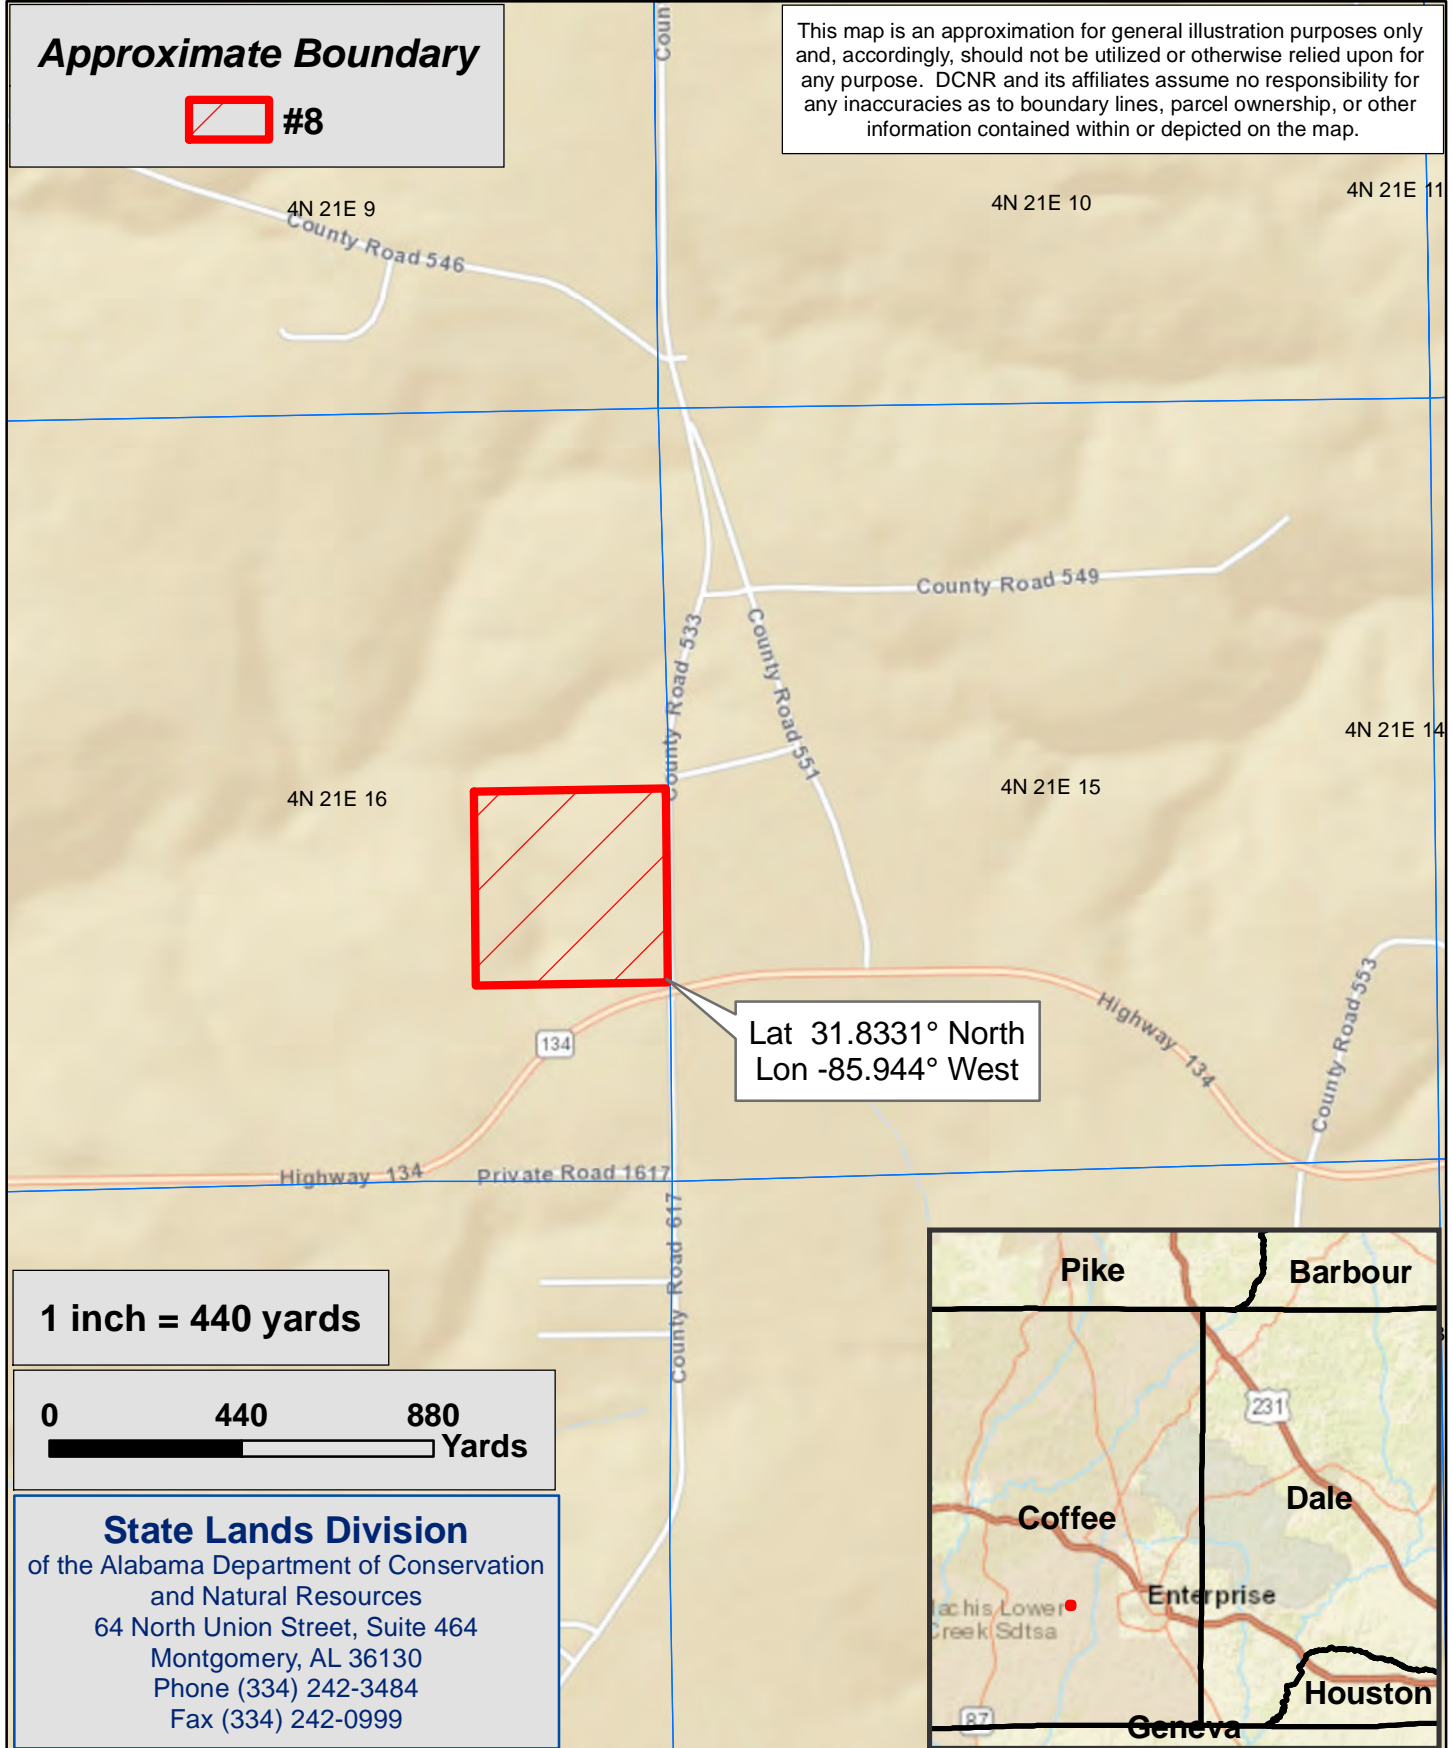 Approximate Boundary
#8
This map is an approximation for general illustration purposes only
and, accordingly, should not be utilized or otherwise relied upon for
any purpose.  DCNR and its affiliates assume no responsibility for
any inaccuracies as to boundary lines, parcel ownership, or other
information contained within or depicted on the map.
Coun
4N 21E 9
4N 21E 10
4N 21E 11
County Road 546
County Road 549
County Road 533
County Road 551
4N 21E 14
4N 21E 16
4N 21E 15
County Road 553
Lat  31.8331° North
Lon -85.944° West
134
Highway 134
Highway 134
Private Road 1617
County Road 617
1 inch = 440 yards
0 440 880
Yards
State Lands Division
of the Alabama Department of Conservation
and Natural Resources
64 North Union Street, Suite 464
Montgomery, AL 36130
Phone (334) 242-3484
Fax (334) 242-0999
Pike
Barbour
231
Dale
Coffee
Enterprise
lachis Lower
Creek Sdtsa
Houston
87
Geneva